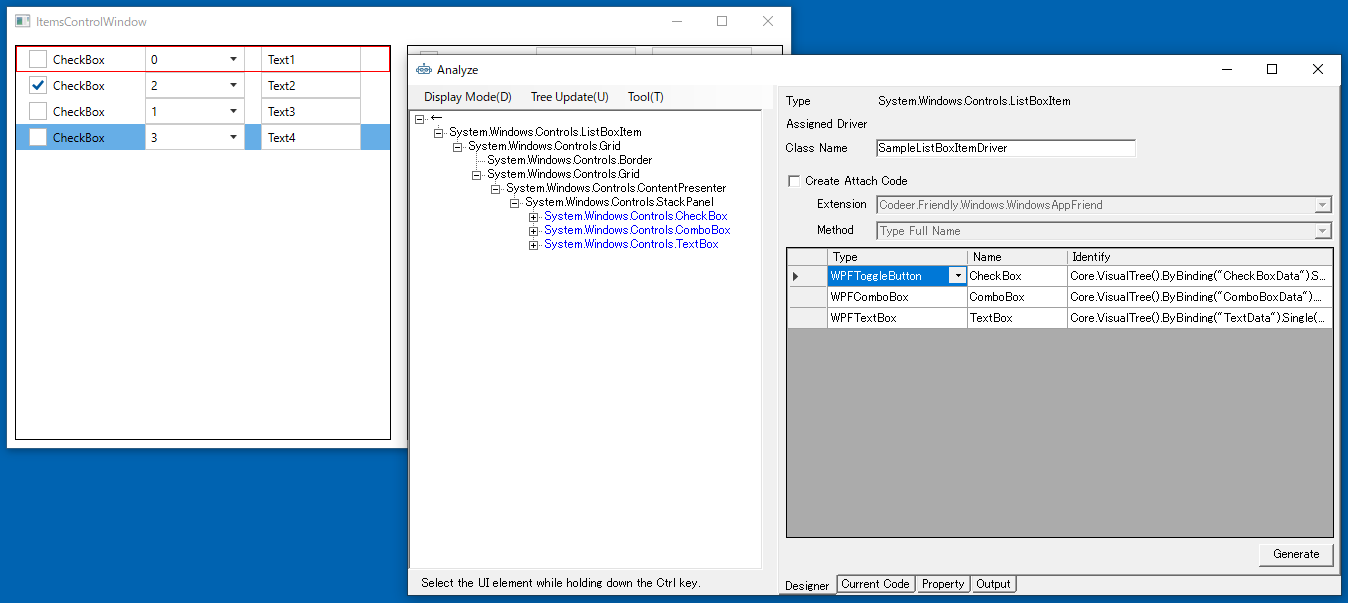 ItemsControlWindow
CheckBox 0 Text1
CheckBox 2 Text2
CheckBox 1 Text3
CheckBox 3 Text4
Analyze
Display Mode(D) Tree Update(U) Tool(T)
System.Windows.Controls.ListBoxItem
System.Windows.Controls.Grid
System.Windows.Controls.Border
System.Windows.Controls.Grid
System.Windows.Controls.ContentPresenter
System.Windows.Controls.StackPanel
System.Windows.Controls.CheckBox
System.Windows.Controls.ComboBox
System.Windows.Controls.TextBox
Select the UI element while holding down the Ctrl key.
Type System.Windows.Controls.ListBoxItem
Assigned Driver
Class Name SampleListBoxItemDriver
Create Attach Code
Extension Codeer.Friendly.Windows.WindowsAppFriend
Method Type Full Name
Type Name Identify
WPFToggleButton CheckBox Core.VisualTree().ByBinding("CheckBoxData").S...
WPFComboBox ComboBox Core.VisualTree().ByBinding("ComboBoxData")....
WPFTextBox TextBox Core.VisualTree().ByBinding("TextData").Single(...
Generate
Designer Current Code Property Output